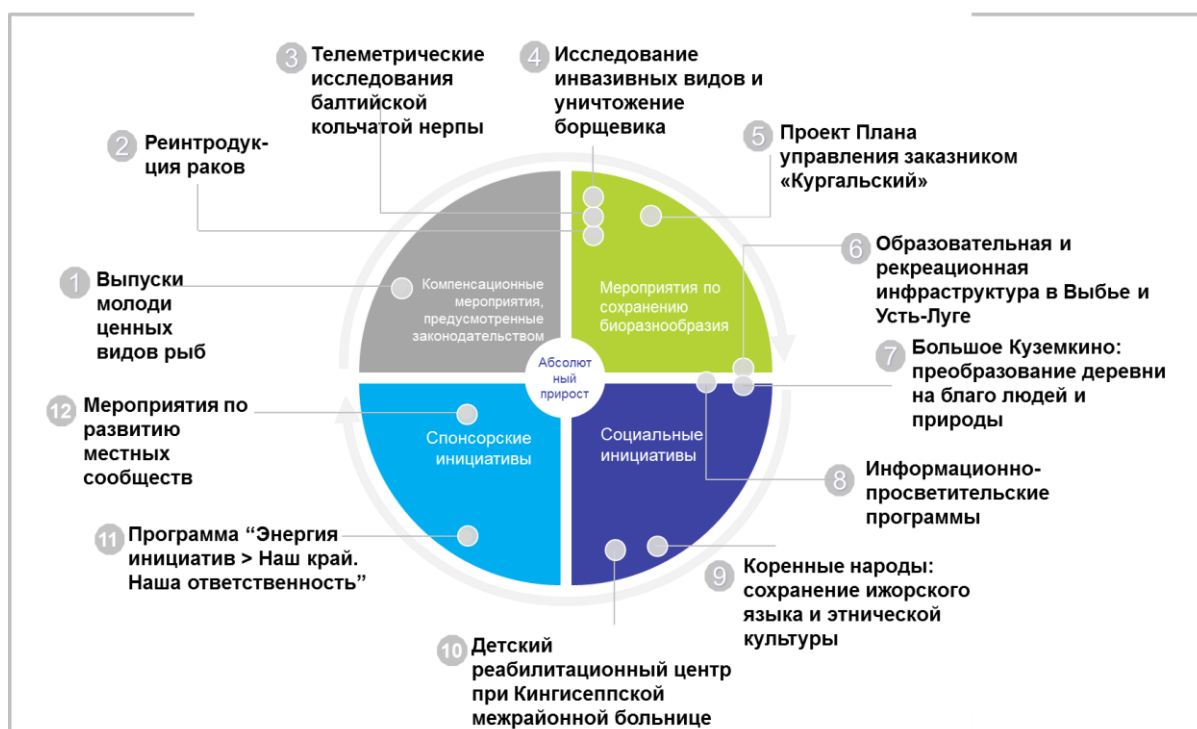 3 Телеметрические
исследования
балтийской
кольчатой нерпы
4 Исследование
инвазивных видов и
уничтожение
борщевика
2 Реинтродук-
ция раков
5 Проект Плана
управления заказником
«Кургальский»
1 Выпуски
молоди
ценных
видов рыб
Компенсационные
мероприятия,
предусмотренные
законодательством
Мероприятия по
сохранению
биоразнообразия
6 Образовательная и
рекреационная
инфраструктура в Выбье и
Усть-Луге
Абсолют
ный
прирост
7 Большое Куземкино:
преобразование деревни
на благо людей и
природы
12 Мероприятия по
развитию
местных
сообществ
Спонсорские
инициативы
Социальные
инициативы
8 Информационно-
просветительские
программы
11 Программа “Энергия
инициатив > Наш край.
Наша ответственность”
9 Коренные народы:
сохранение ижорского
языка и этнической
культуры
10 Детский
реабилитационный центр
при Кингисеппской
межрайонной больнице